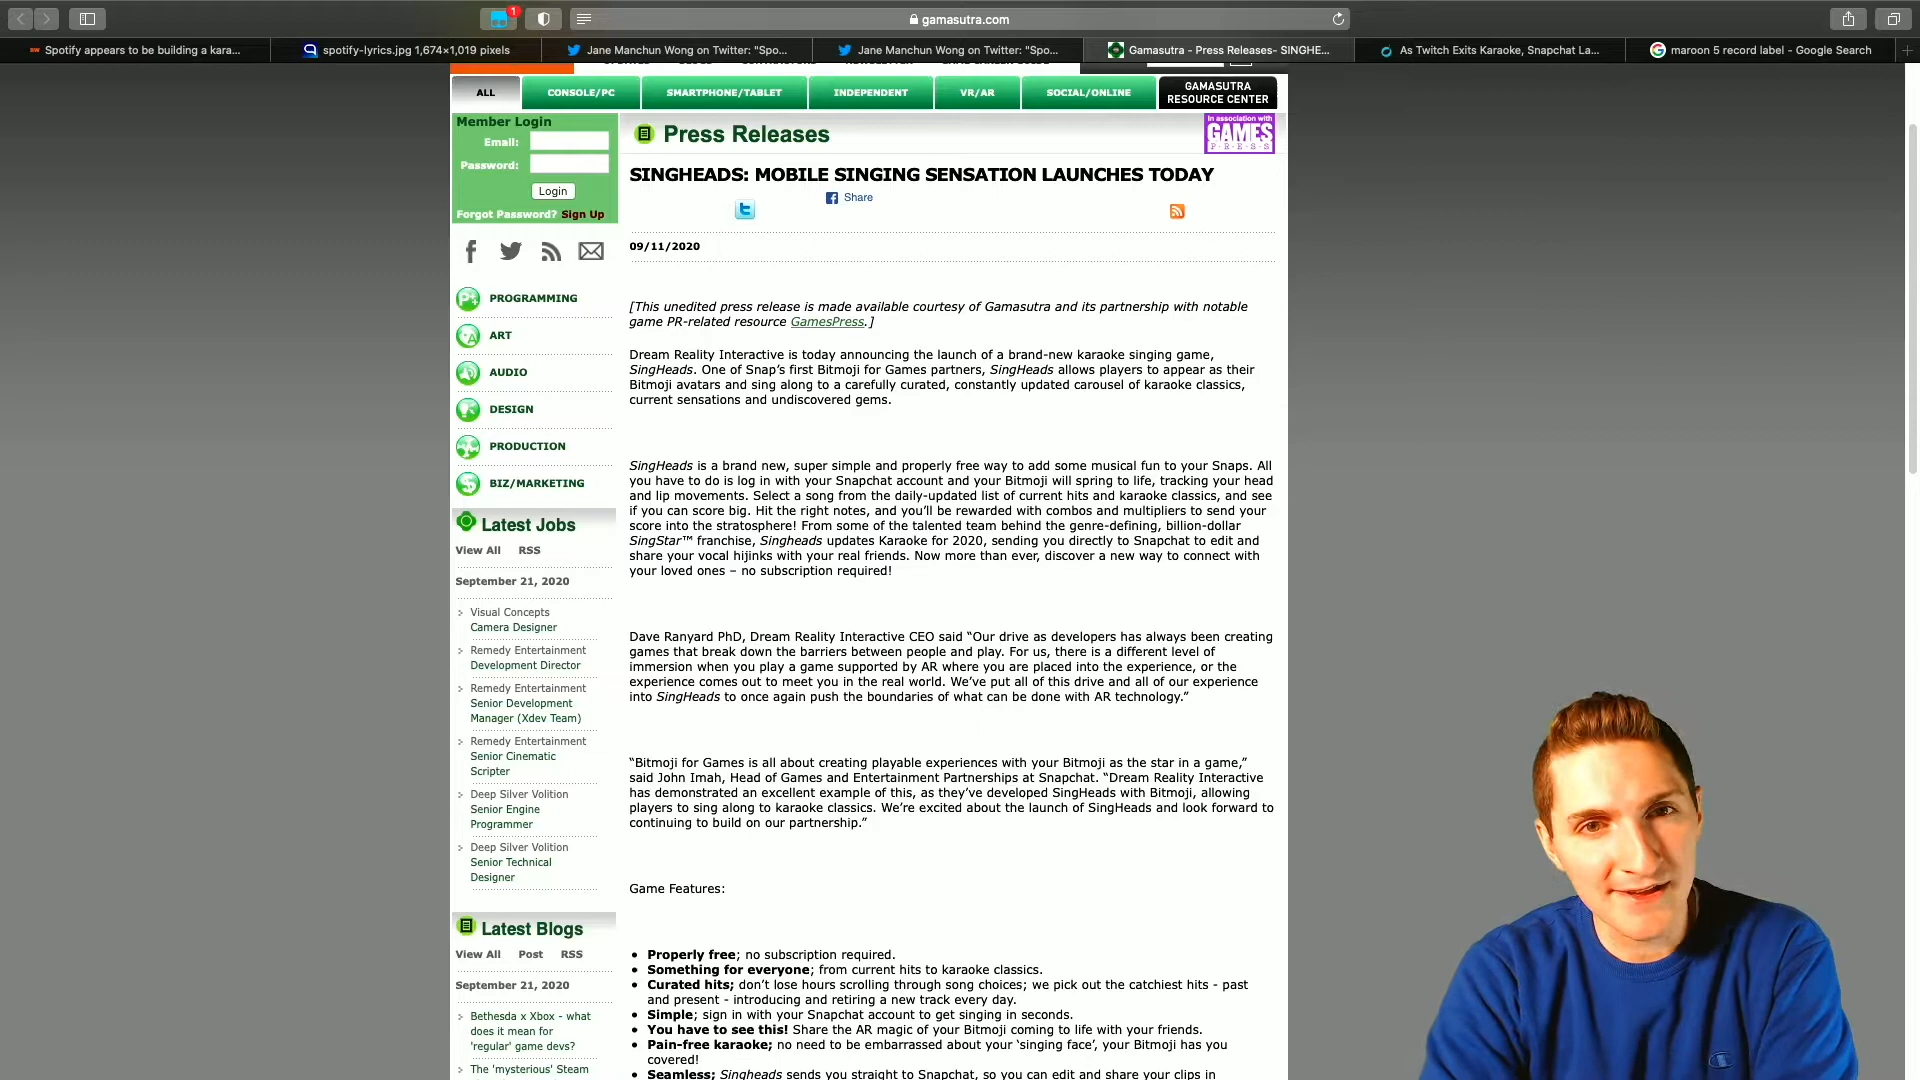 1
gamasutra.com
Spotify appears to be building a kara...
spotify-lyrics.jpg 1,674×1,019 pixels
Jane Manchun Wong on Twitter: "Spo...
Jane Manchun Wong on Twitter: "Spo...
Gamasutra - Press Releases- SINGHE...
As Twitch Exits Karaoke, Snapchat La...
maroon 5 record label - Google Search
ALL
CONSOLE/PC
SMARTPHONE/TABLET
INDEPENDENT
VR/AR
SOCIAL/ONLINE
GAMASUTRA
RESOURCE CENTER
Member Login
Email:
Password:
Login
Forgot Password? Sign Up
PROGRAMMING
ART
AUDIO
DESIGN
PRODUCTION
BIZ/MARKETING
Latest Jobs
View All RSS
September 21, 2020
Visual Concepts
Camera Designer
Remedy Entertainment
Development Director
Remedy Entertainment
Senior Development
Manager (Xdev Team)
Remedy Entertainment
Senior Cinematic
Scripter
Deep Silver Volition
Senior Engine
Programmer
Deep Silver Volition
Senior Technical
Designer
Latest Blogs
View All Post RSS
September 21, 2020
Bethesda x Xbox - what
does it mean for
'regular' game devs?
The 'mysterious' Steam
Press Releases
In association with
GAMES
PRESS
SINGHEADS: MOBILE SINGING SENSATION LAUNCHES TODAY
Share
09/11/2020
[This unedited press release is made available courtesy of Gamasutra and its partnership with notable
game PR-related resource GamesPress.]
Dream Reality Interactive is today announcing the launch of a brand-new karaoke singing game,
SingHeads. One of Snap’s first Bitmoji for Games partners, SingHeads allows players to appear as their
Bitmoji avatars and sing along to a carefully curated, constantly updated carousel of karaoke classics,
current sensations and undiscovered gems.
SingHeads is a brand new, super simple and properly free way to add some musical fun to your Snaps. All
you have to do is log in with your Snapchat account and your Bitmoji will spring to life, tracking your head
and lip movements. Select a song from the daily-updated list of current hits and karaoke classics, and see
if you can score big. Hit the right notes, and you’ll be rewarded with combos and multipliers to send your
score into the stratosphere! From some of the talented team behind the genre-defining, billion-dollar
SingStar™ franchise, Singheads updates Karaoke for 2020, sending you directly to Snapchat to edit and
share your vocal hijinks with your real friends. Now more than ever, discover a new way to connect with
your loved ones – no subscription required!
Dave Ranyard PhD, Dream Reality Interactive CEO said “Our drive as developers has always been creating
games that break down the barriers between people and play. For us, there is a different level of
immersion when you play a game supported by AR where you are placed into the experience, or the
experience comes out to meet you in the real world. We’ve put all of this drive and all of our experience
into SingHeads to once again push the boundaries of what can be done with AR technology.”
“Bitmoji for Games is all about creating playable experiences with your Bitmoji as the star in a game,”
said John Imah, Head of Games and Entertainment Partnerships at Snapchat. “Dream Reality Interactive
has demonstrated an excellent example of this, as they’ve developed SingHeads with Bitmoji, allowing
players to sing along to karaoke classics. We’re excited about the launch of SingHeads and look forward to
continuing to build on our partnership.”
Game Features:
Properly free; no subscription required.
Something for everyone; from current hits to karaoke classics.
Curated hits; don’t lose hours scrolling through song choices; we pick out the catchiest hits - past
and present - introducing and retiring a new track every day.
Simple; sign in with your Snapchat account to get singing in seconds.
You have to see this! Share the AR magic of your Bitmoji coming to life with your friends.
Pain-free karaoke; no need to be embarrassed about your ‘singing face’, your Bitmoji has you
covered!
Seamless; Singheads sends you straight to Snapchat, so you can edit and share your clips in